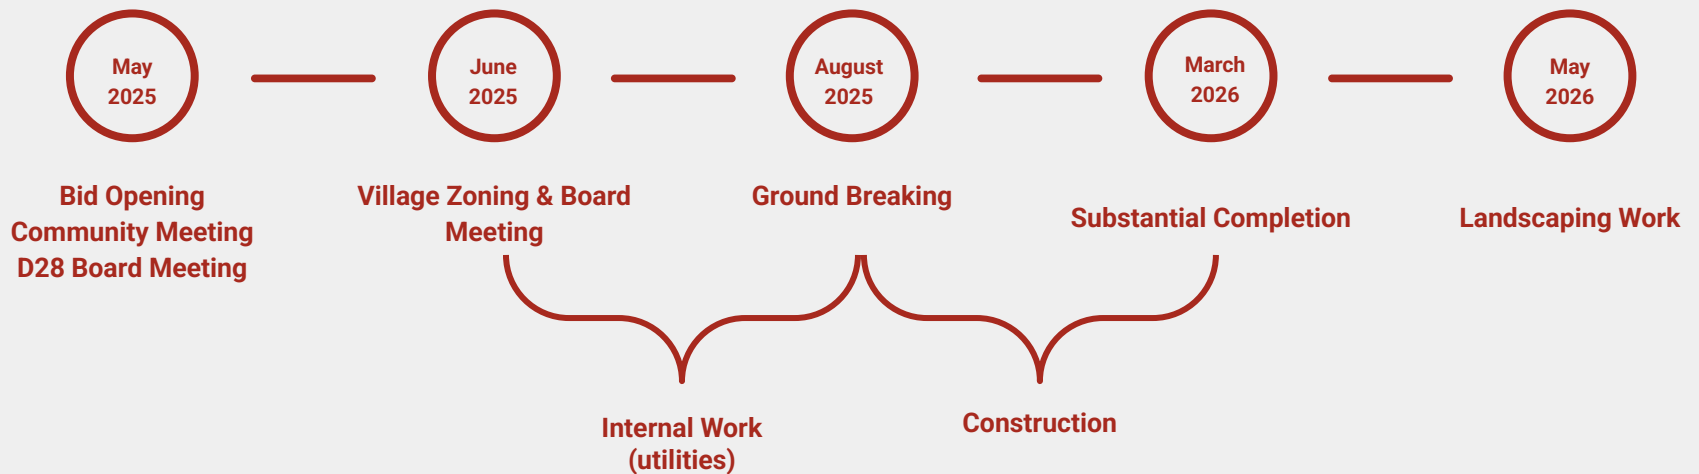 May
2025
June
2025
August
2025
March
2026
May
2026
Bid Opening
Community Meeting
D28 Board Meeting
Village Zoning & Board
Meeting
Ground Breaking
Substantial Completion
Landscaping Work
Internal Work
(utilities)
Construction